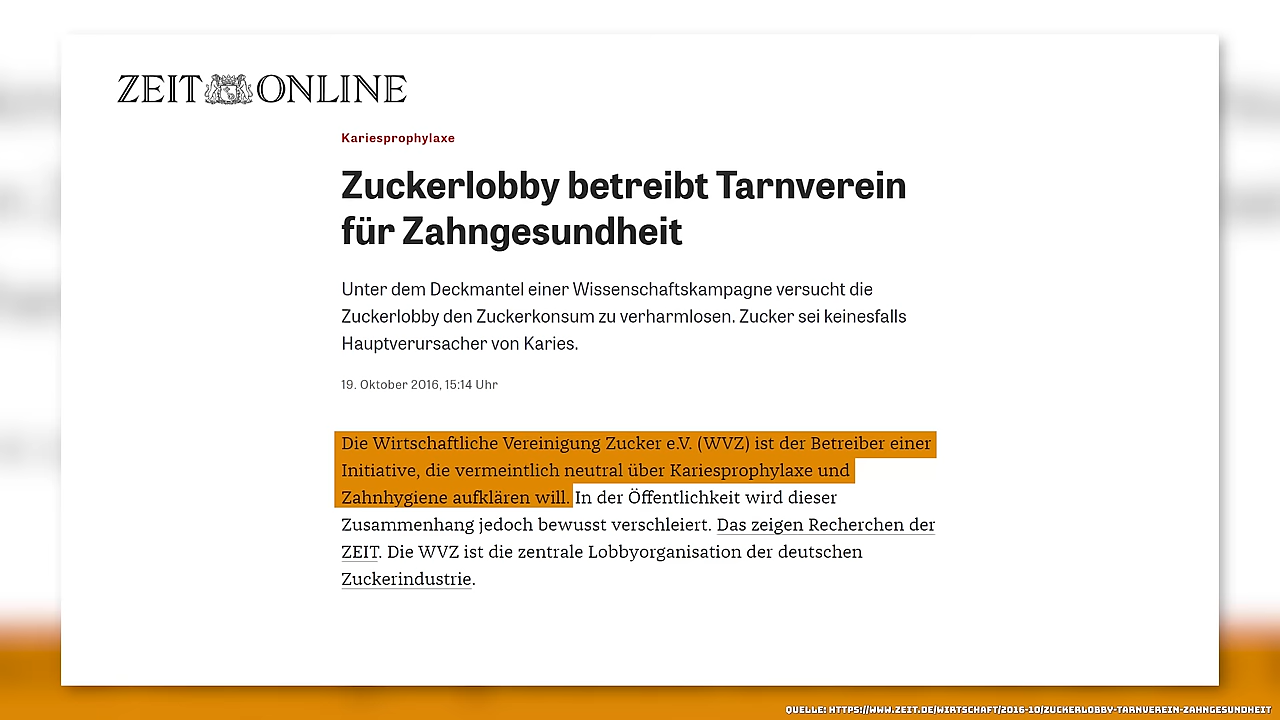 ZEIT ONLINE
Kariesprophylaxe
Zuckerlobby betreibt Tarnverein
für Zahngesundheit
Unter dem Deckmantel einer Wissenschaftskampagne versucht die
Zuckerlobby den Zuckerkonsum zu verharmlosen. Zucker sei keinesfalls
Hauptverursacher von Karies.
19. Oktober 2016, 15:14 Uhr
Die Wirtschaftliche Vereinigung Zucker e.V. (WVZ) ist der Betreiber einer
Initiative, die vermeintlich neutral über Kariesprophylaxe und
Zahnhygiene aufklären will. In der Öffentlichkeit wird dieser
Zusammenhang jedoch bewusst verschleiert. Das zeigen Recherchen der
ZEIT. Die WVZ ist die zentrale Lobbyorganisation der deutschen
Zuckerindustrie.
QUELLE: HTTPS://WWW.ZEIT.DE/WIRTSCHAFT/2016-10/ZUCKERLOBBY-TARNVEREIN-ZAHNGESUNDHEIT